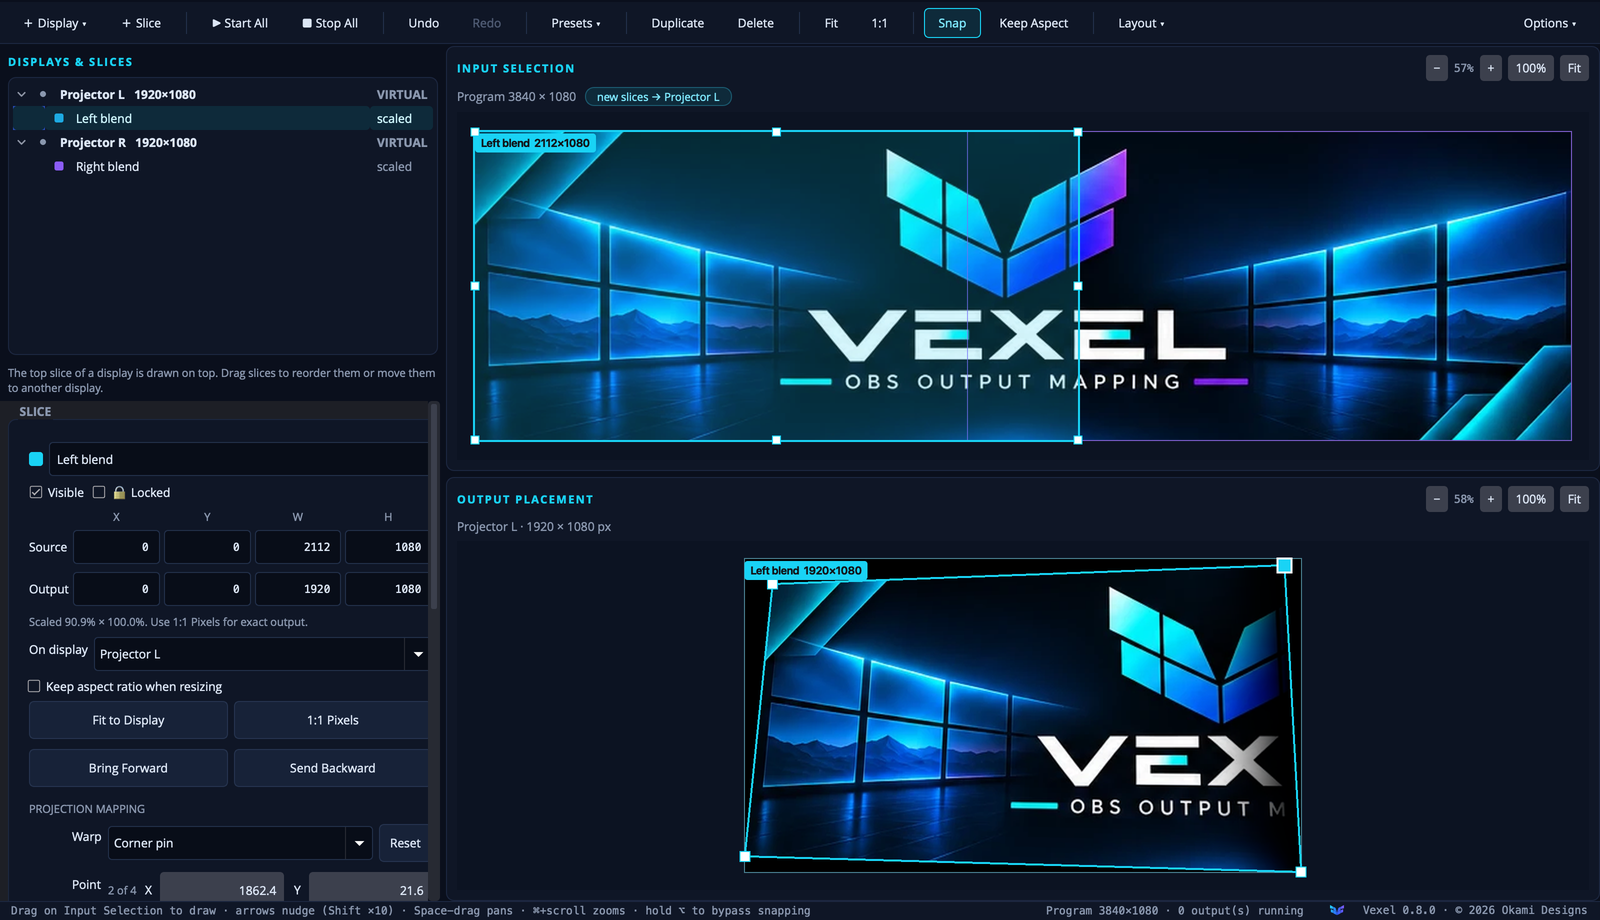 + Display ▾ + Slice ▶ Start All ■ Stop All Undo Redo Presets ▾ Duplicate Delete Fit 1:1 Snap Keep Aspect Layout ▾ Options ▾
DISPLAYS & SLICES
Projector L 1920×1080 VIRTUAL
Left blend scaled
Projector R 1920×1080 VIRTUAL
Right blend scaled
The top slice of a display is drawn on top. Drag slices to reorder them or move them
to another display.
SLICE
Left blend
Visible 🔒 Locked
X Y W H
Source 0 0 2112 1080
Output 0 0 1920 1080
Scaled 90.9% × 100.0%. Use 1:1 Pixels for exact output.
On display Projector L
Keep aspect ratio when resizing
Fit to Display 1:1 Pixels
Bring Forward Send Backward
PROJECTION MAPPING
Warp Corner pin Reset
Point 2 of 4 X 1862.4 Y 21.6
INPUT SELECTION − 57% + 100% Fit
Program 3840 × 1080 new slices → Projector L
Left blend 2112×1080
VEXEL
OBS OUTPUT MAPPING
OUTPUT PLACEMENT − 58% + 100% Fit
Projector L · 1920 × 1080 px
Left blend 1920×1080
VEX
OBS OUTPUT M
Drag on Input Selection to draw · arrows nudge (Shift ×10) · Space-drag pans · ⌘+scroll zooms · hold ⌥ to bypass snapping Program 3840×1080 · 0 output(s) running Vexel 0.8.0 · © 2026 Okami Designs